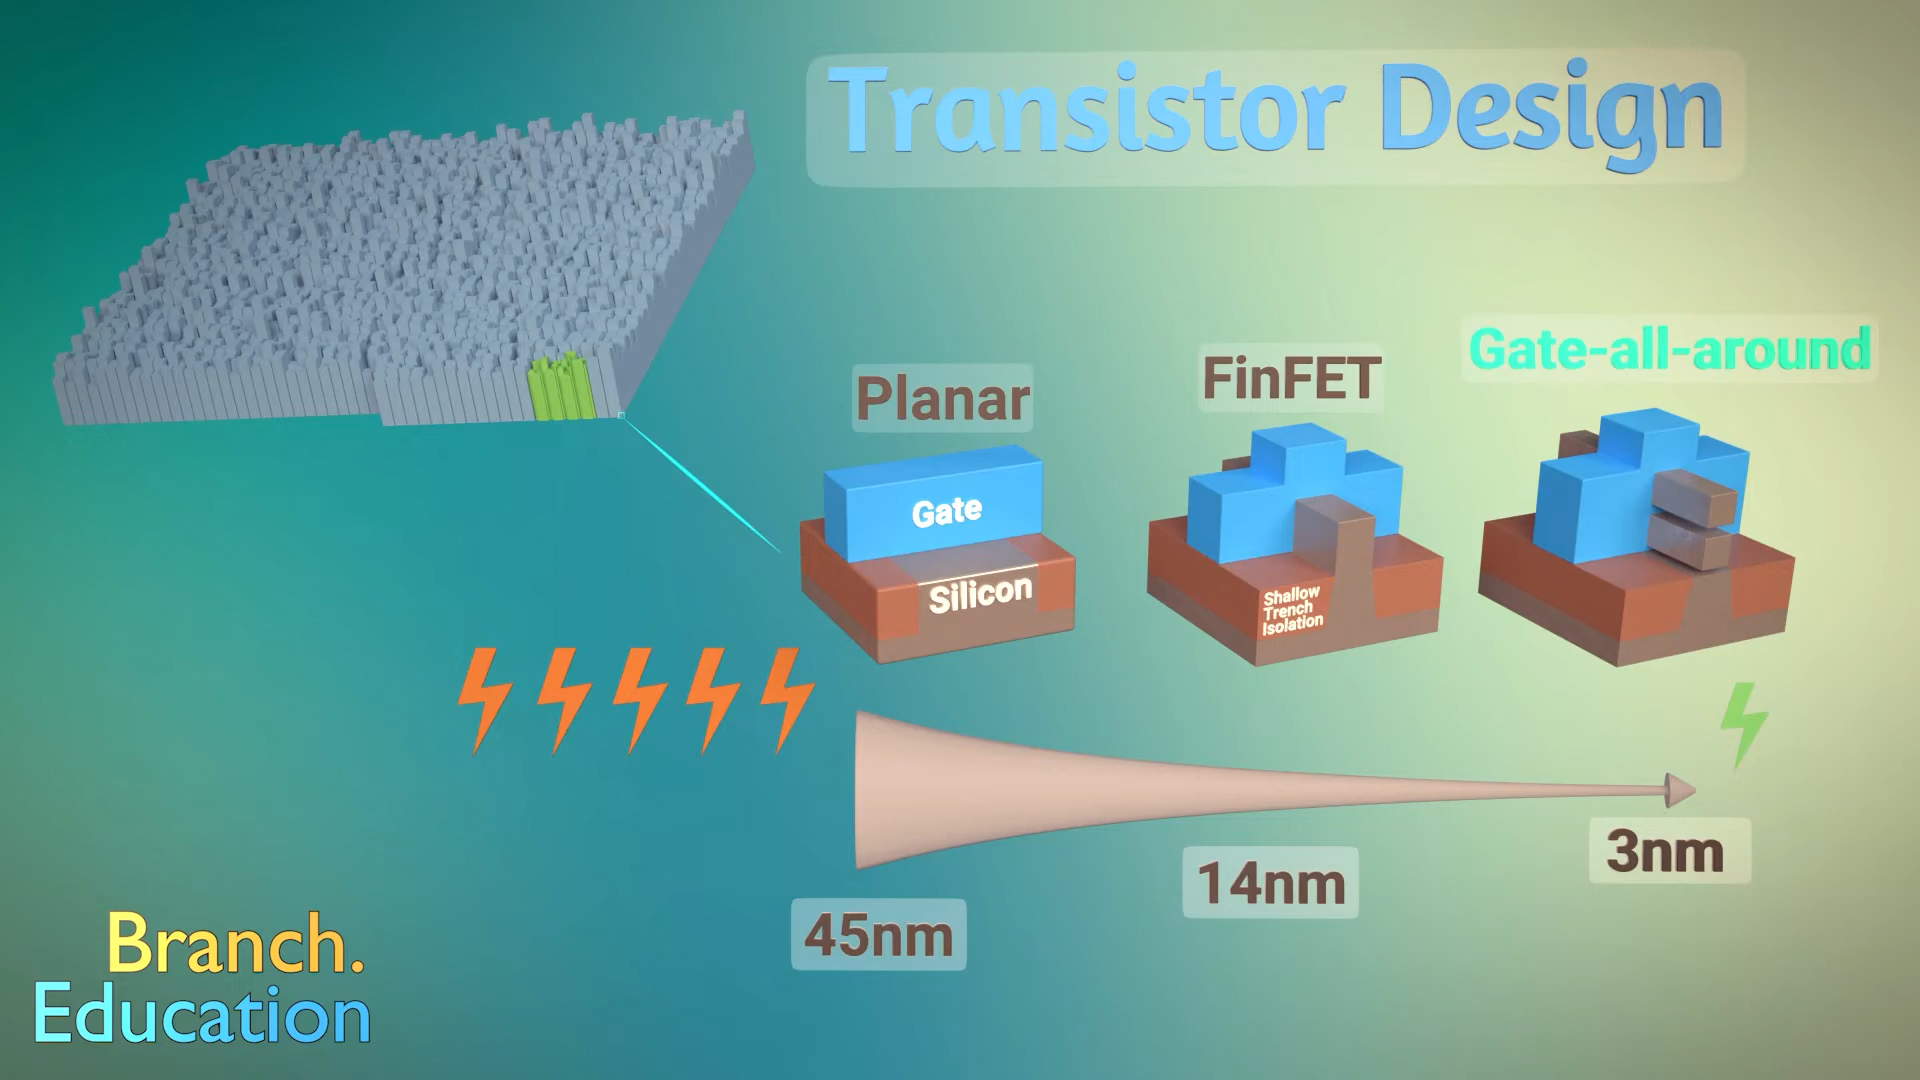 Transistor Design
Planar
FinFET
Gate-all-around
Gate
Silicon
Shallow
Trench
Isolation
45nm
14nm
3nm
Branch.
Education